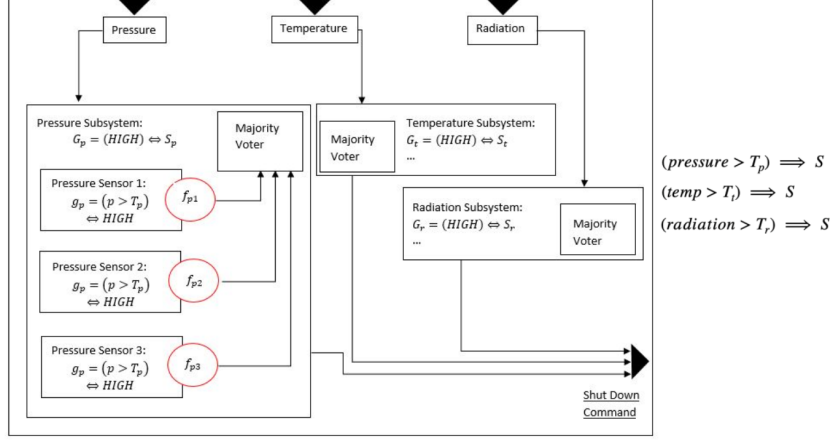 Pressure
Temperature
Radiation
Pressure Subsystem:
G_p = (HIGH) ⇔ S_p
Majority
Voter
Pressure Sensor 1:
g_p = (p > T_p)
⇔ HIGH
f_p1
Pressure Sensor 2:
g_p = (p > T_p)
⇔ HIGH
f_p2
Pressure Sensor 3:
g_p = (p > T_p)
⇔ HIGH
f_p3
Majority
Voter
Temperature Subsystem:
G_t = (HIGH) ⇔ S_t
...
Radiation Subsystem:
G_r = (HIGH) ⇔ S_r
...
Majority
Voter
Shut Down
Command
(pressure > T_p) ⟹ S
(temp > T_t) ⟹ S
(radiation > T_r) ⟹ S